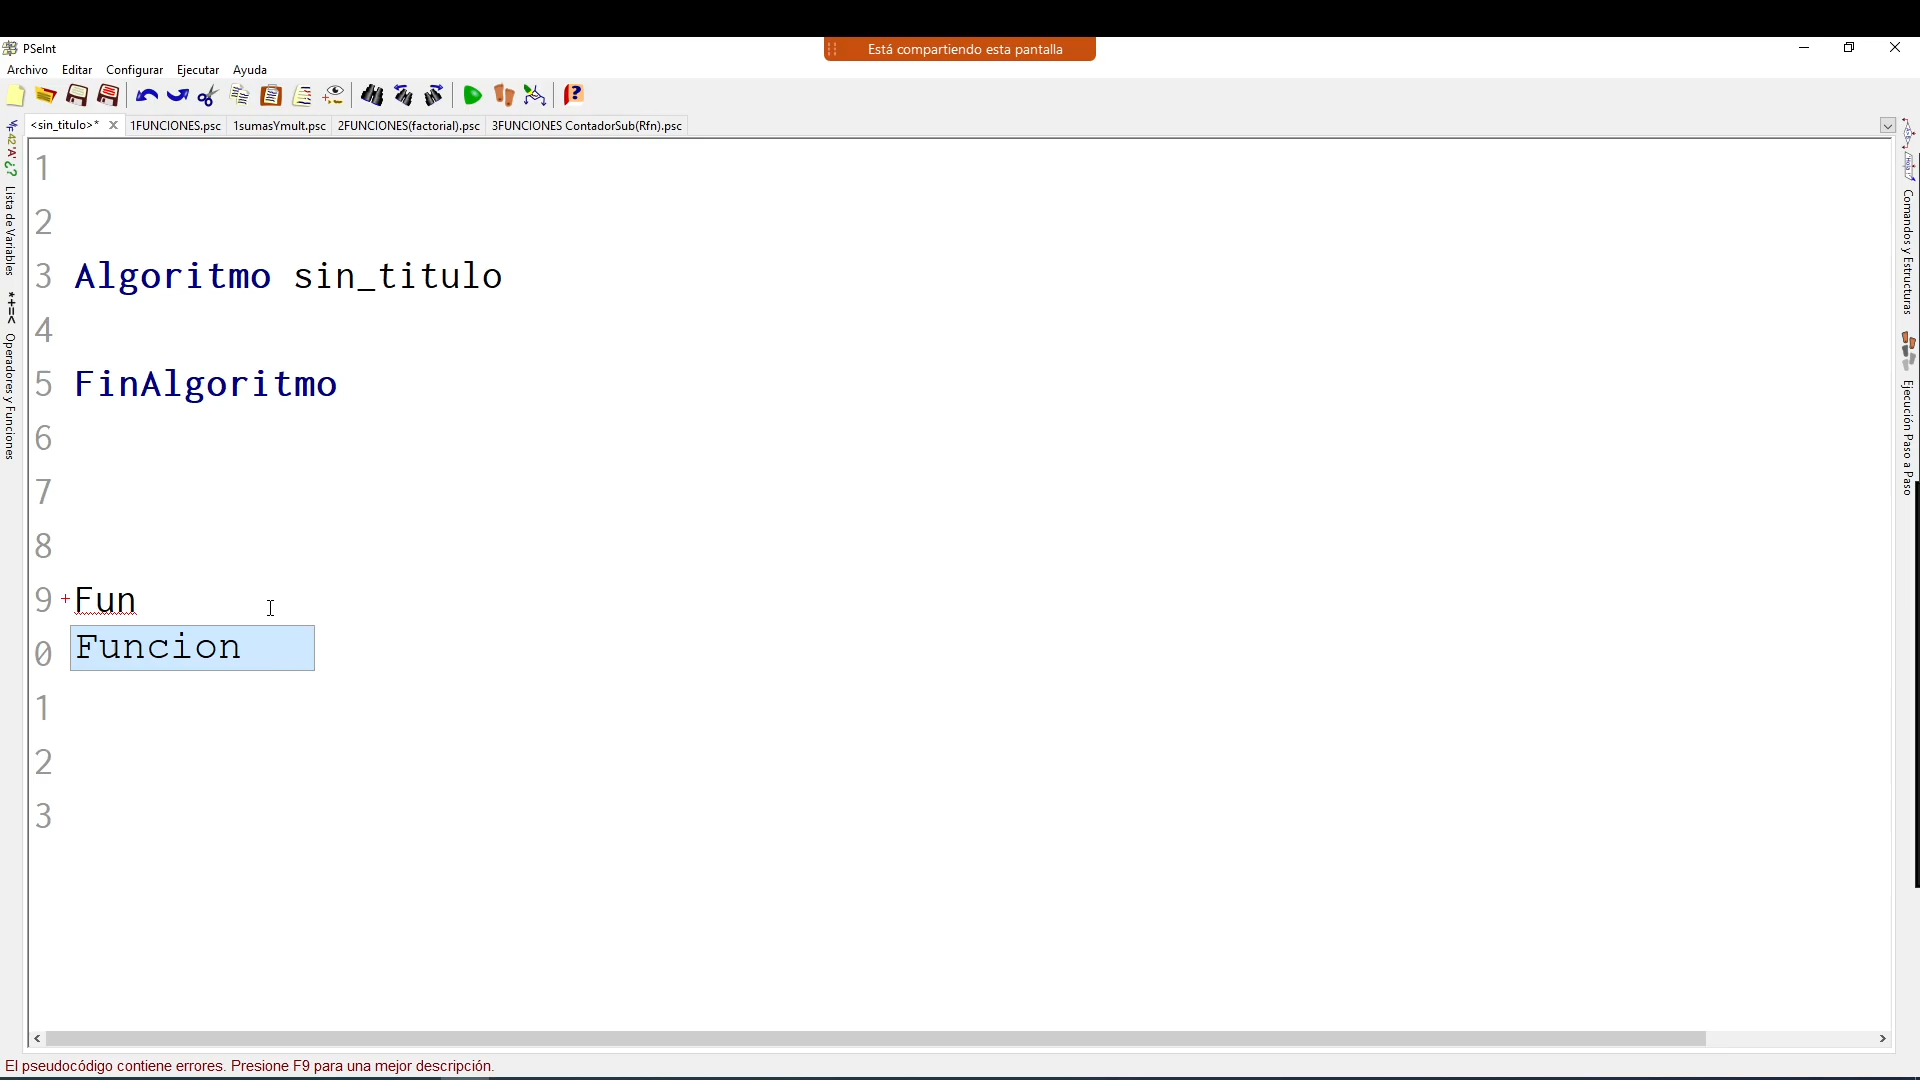 PSeInt
Está compartiendo esta pantalla
Archivo Editar Configurar Ejecutar Ayuda
<sin_titulo>* 1FUNCIONES.psc 1sumasYmult.psc 2FUNCIONES(factorial).psc 3FUNCIONES ContadorSub(Rfn).psc
Lista de Variables
*+=< Operadores y Funciones
Comandos y Estructuras
Ejecución Paso a Paso
1
2
3 Algoritmo sin_titulo
4
5 FinAlgoritmo
6
7
8
9 +Fun
0 Funcion
1
2
3
El pseudocódigo contiene errores. Presione F9 para una mejor descripción.